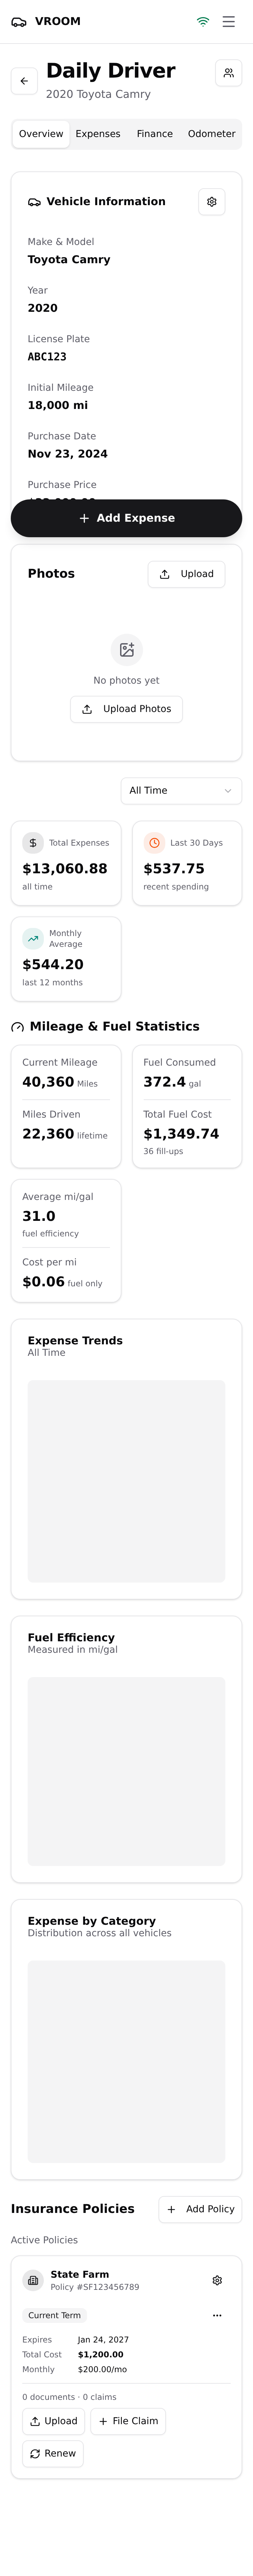 VROOM
Daily Driver
2020 Toyota Camry
Overview Expenses Finance Odometer
Vehicle Information
Make & Model
Toyota Camry
Year
2020
License Plate
ABC123
Initial Mileage
18,000 mi
Purchase Date
Nov 23, 2024
Purchase Price
Add Expense
Photos
Upload
No photos yet
Upload Photos
All Time
Total Expenses
$13,060.88
all time
Last 30 Days
$537.75
recent spending
Monthly
Average
$544.20
last 12 months
Mileage & Fuel Statistics
Current Mileage
40,360 Miles
Miles Driven
22,360 lifetime
Fuel Consumed
372.4 gal
Total Fuel Cost
$1,349.74
36 fill-ups
Average mi/gal
31.0
fuel efficiency
Cost per mi
$0.06 fuel only
Expense Trends
All Time
Fuel Efficiency
Measured in mi/gal
Expense by Category
Distribution across all vehicles
Insurance Policies
Add Policy
Active Policies
State Farm
Policy #SF123456789
Current Term
Expires Jan 24, 2027
Total Cost $1,200.00
Monthly $200.00/mo
0 documents · 0 claims
Upload
File Claim
Renew